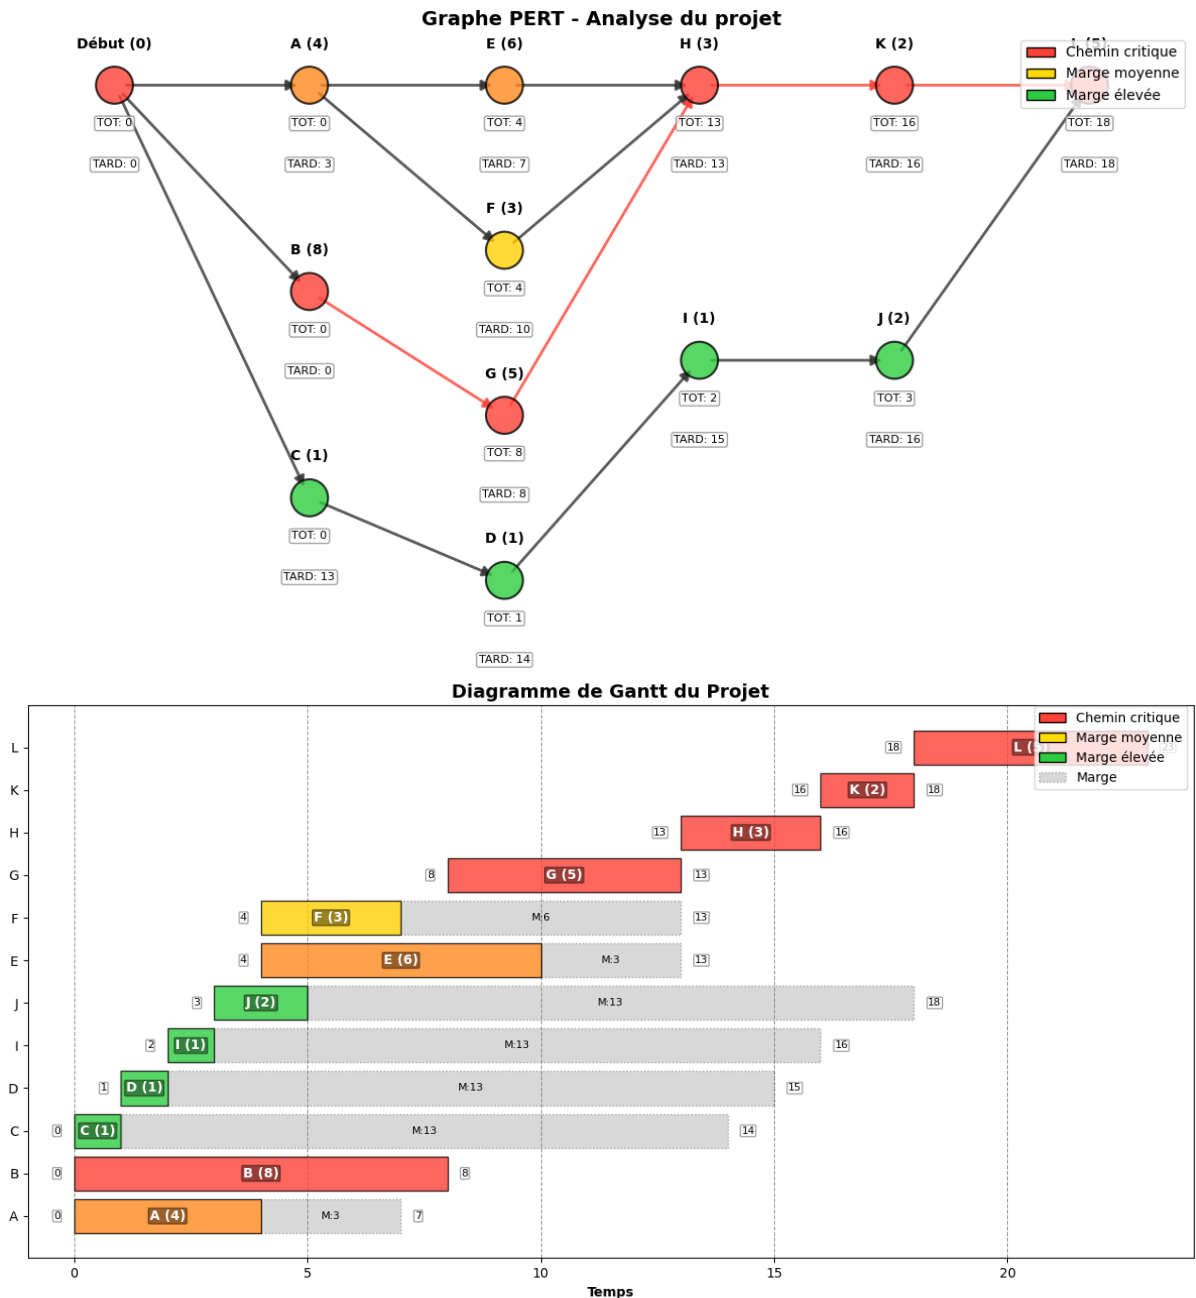 Graphe PERT - Analyse du projet
Début (0)
A (4)
E (6)
H (3)
K (2)
L (5)
Chemin critique
Marge moyenne
Marge élevée
TOT: 0
TOT: 0
TOT: 4
TOT: 13
TOT: 16
TOT: 18
TARD: 0
TARD: 3
TARD: 7
TARD: 13
TARD: 16
TARD: 18
F (3)
B (8)
TOT: 4
I (1)
J (2)
TOT: 0
TARD: 10
TARD: 0
G (5)
TOT: 2
TOT: 3
TARD: 15
TARD: 16
C (1)
TOT: 8
TARD: 8
TOT: 0
D (1)
TARD: 13
TOT: 1
TARD: 14
Diagramme de Gantt du Projet
Chemin critique
Marge moyenne
Marge élevée
Marge
L 18 L (5) 23
K 16 K (2) 18
H 13 H (3) 16
G 8 G (5) 13
F 4 F (3) M:6 13
E 4 E (6) M:3 13
J 3 J (2) M:13 18
I 2 I (1) M:13 16
D 1 D (1) M:13 15
C 0 C (1) M:13 14
B 0 B (8) 8
A 0 A (4) M:3 7
0 5 10 15 20
Temps